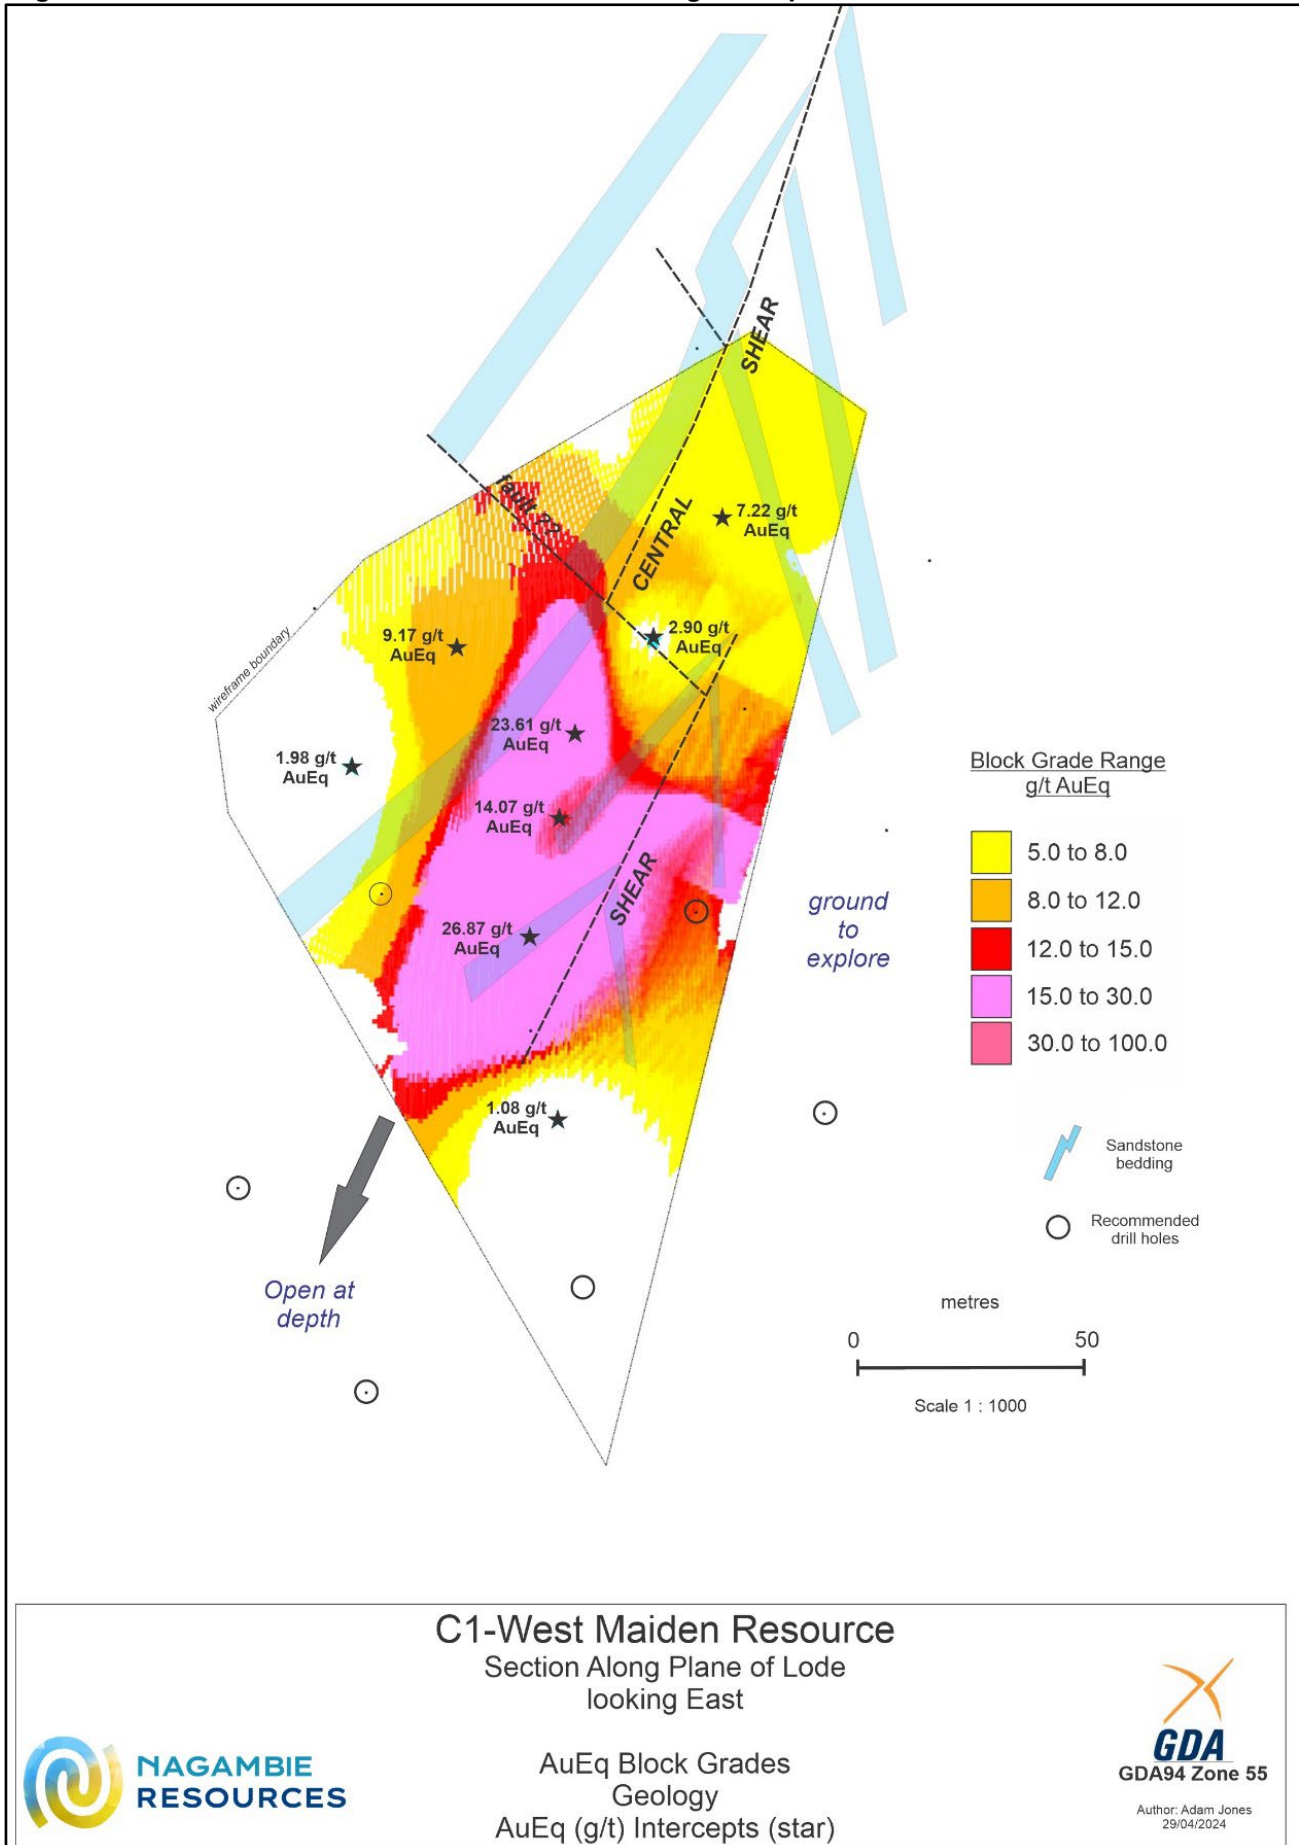 SHEAR
CENTRAL
fault ??
7.22 g/t
AuEq
2.90 g/t
AuEq
9.17 g/t
AuEq
wireframe boundary
23.61 g/t
AuEq
1.98 g/t
AuEq
14.07 g/t
AuEq
SHEAR
26.87 g/t
AuEq
1.08 g/t
AuEq
ground
to
explore
Open at
depth
Block Grade Range
g/t AuEq
5.0 to 8.0
8.0 to 12.0
12.0 to 15.0
15.0 to 30.0
30.0 to 100.0
Sandstone
bedding
Recommended
drill holes
metres
0 50
Scale 1 : 1000
C1-West Maiden Resource
Section Along Plane of Lode
looking East
AuEq Block Grades
Geology
AuEq (g/t) Intercepts (star)
NAGAMBIE
RESOURCES
GDA
GDA94 Zone 55
Author: Adam Jones
29/04/2024